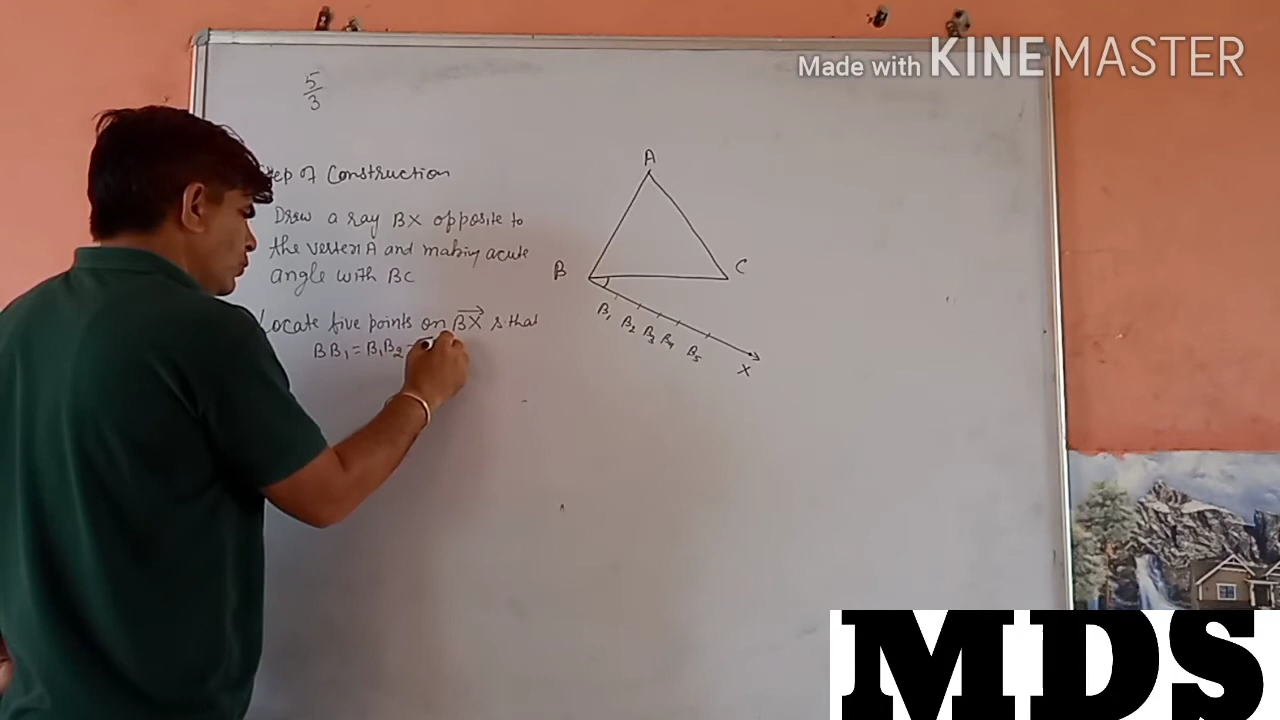 Made with KINEMASTER
5
3
Step of Construction
Draw a ray BX opposite to
the vertex A and making acute
angle with BC
Locate five points on BX s that
BB1 = B1B2 =
A
B
C
B1 B2 B3 B4 B5
X
MDS